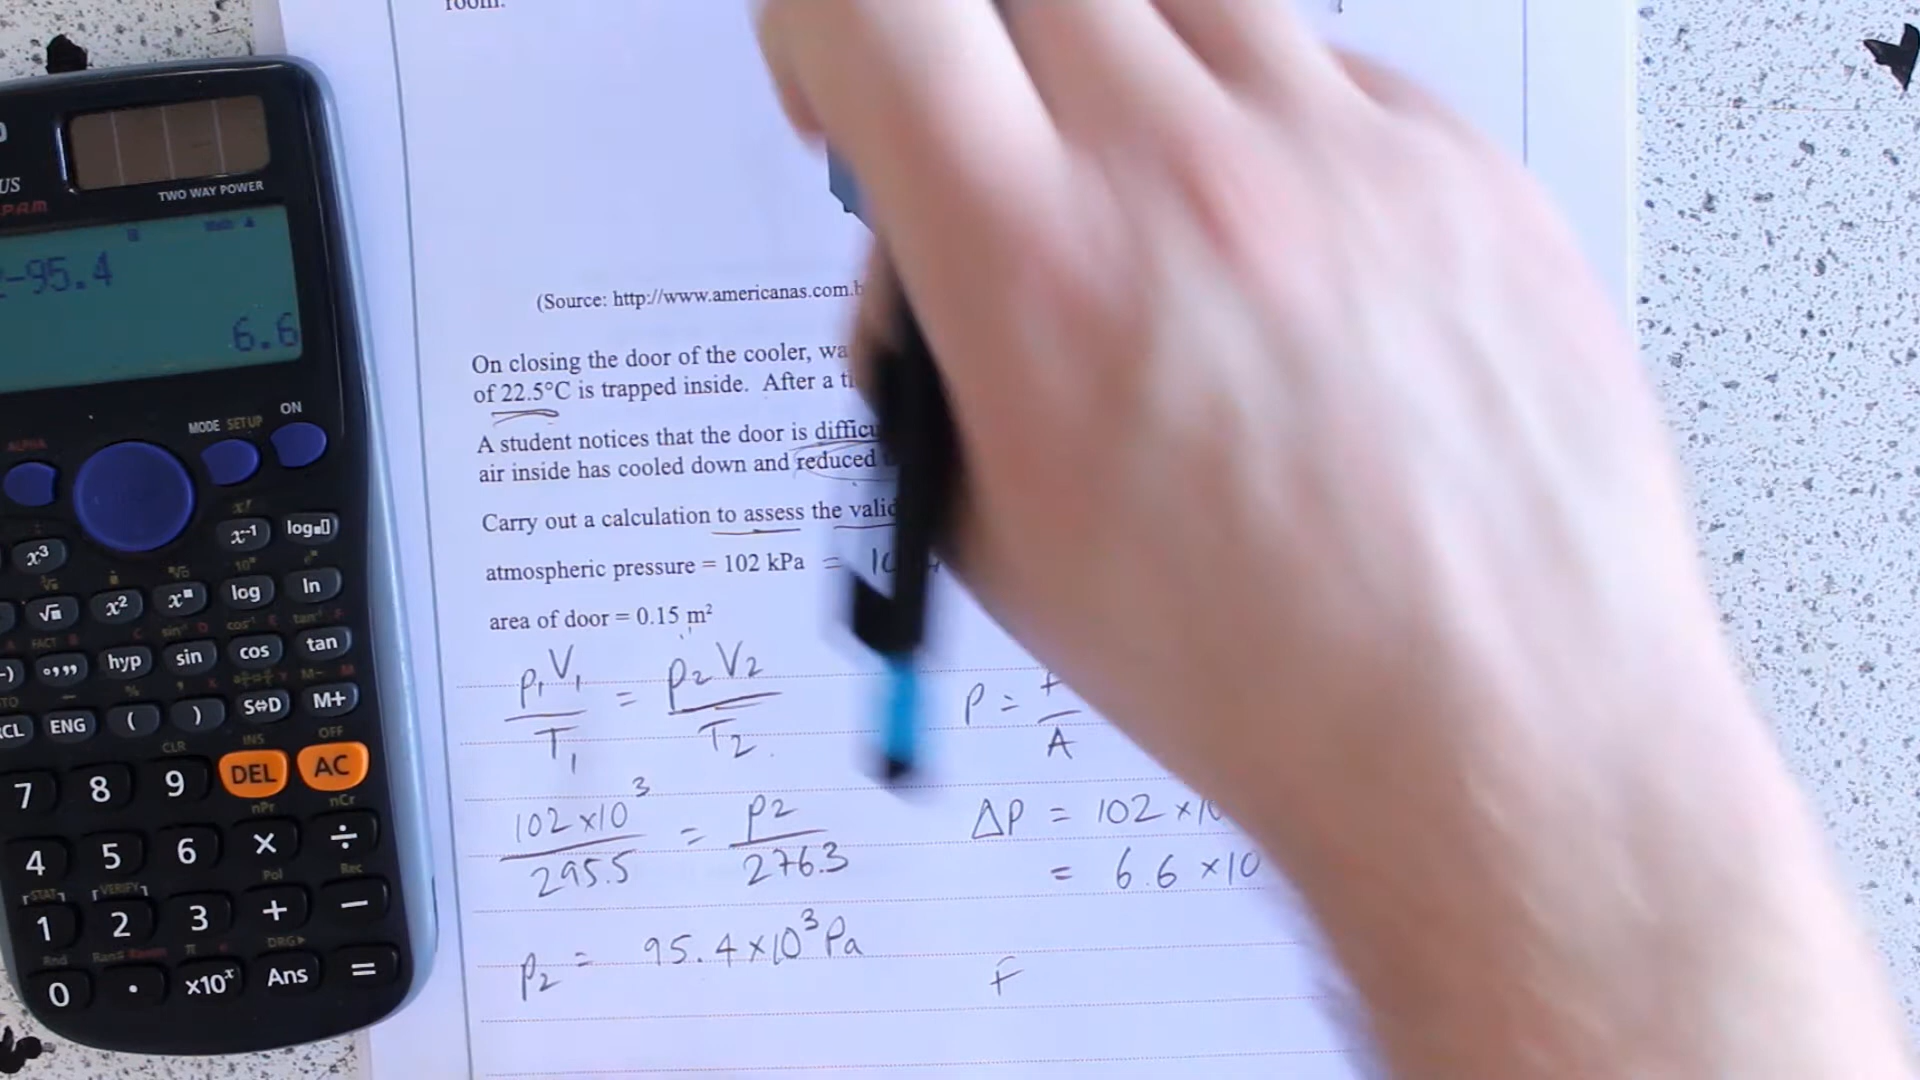 room.
TWO WAY POWER
-95.4
6.6
(Source: http://www.americanas.com.b
On closing the door of the cooler, wa
of 22.5°C is trapped inside. After a ti
A student notices that the door is difficu
air inside has cooled down and reduced
Carry out a calculation to assess the valid
atmospheric pressure = 102 kPa =
area of door = 0.15 m²
p₁V₁/T₁ = p₂V₂/T₂
P = F/A
102×10³/295.5 = p₂/276.3
ΔP = 102 ×10
= 6.6 ×10
p₂ = 95.4×10³Pa
F
ON
MODE SETUP
ALPHA
x⁻¹ log
x³
√ x² log ln
hyp sin cos tan
ENG ( ) S⇔D M+
7 8 9 DEL AC
4 5 6 × ÷
1 2 3 + −
0 . ×10ˣ Ans =